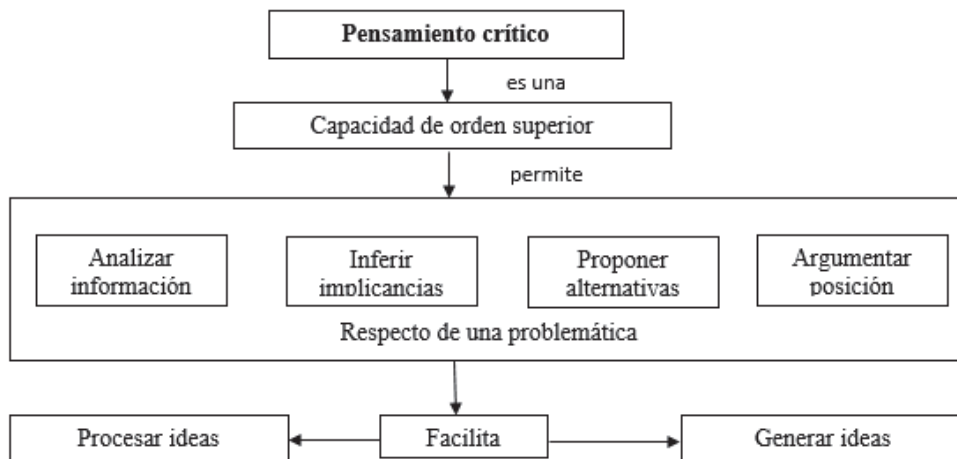 Pensamiento crítico
es una
Capacidad de orden superior
permite
Analizar
información
Inferir
implicancias
Proponer
alternativas
Argumentar
posición
Respecto de una problemática
Procesar ideas
Facilita
Generar ideas